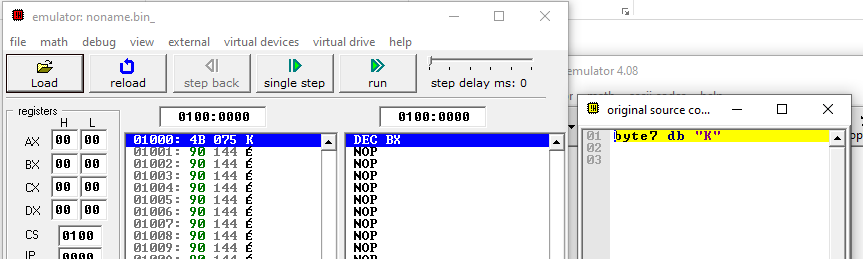 emulator: noname.bin_
file math debug view external virtual devices virtual drive help
Load reload step back single step run step delay ms: 0
emulator 4.08
registers
H L
AX 00 00
BX 00 00
CX 00 00
DX 00 00
CS 0100
IP 0000
0100:0000 0100:0000
01000: 4B 075 K DEC BX
01001: 90 144 É NOP
01002: 90 144 É NOP
01003: 90 144 É NOP
01004: 90 144 É NOP
01005: 90 144 É NOP
01006: 90 144 É NOP
01007: 90 144 É NOP
01008: 90 144 É NOP
01009: 90 144 É NOP
original source co...
01 byte7 db "K"
02
03